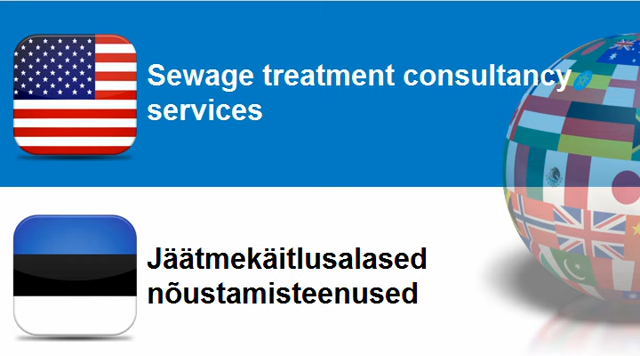 Sewage treatment consultancy
services
Jäätmekäitlusalased
nõustamisteenused